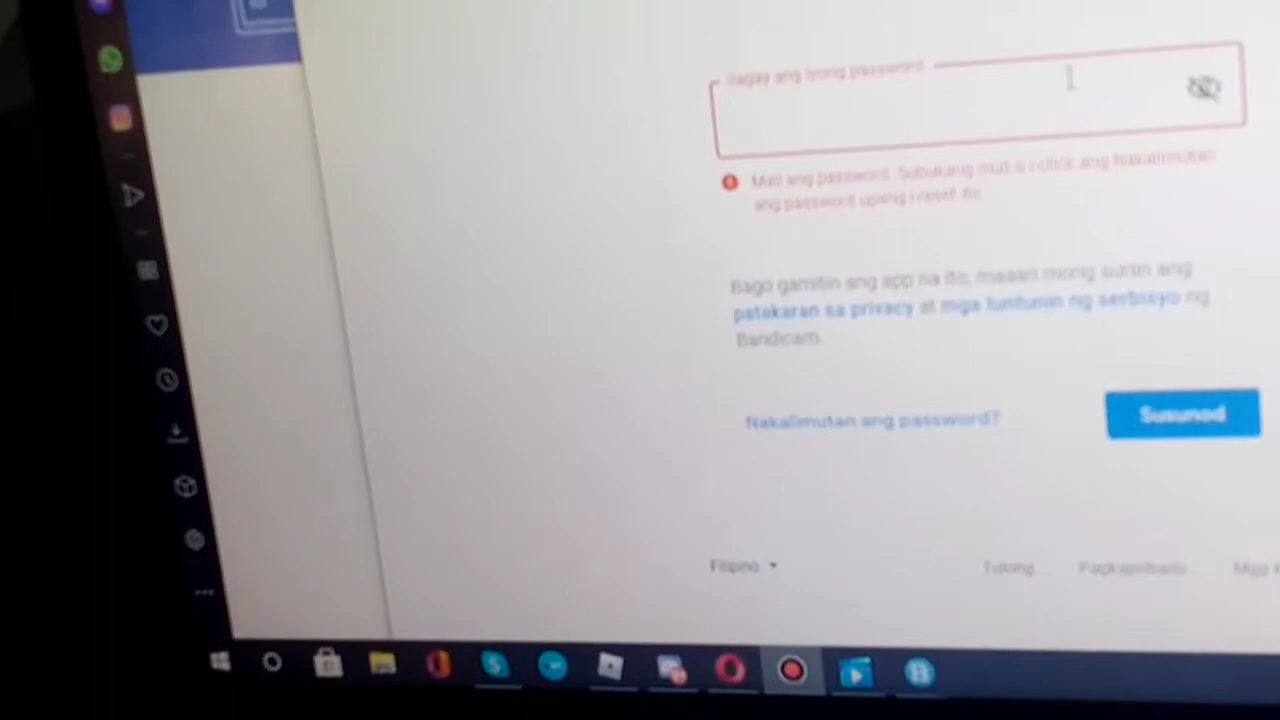 Ilagay ang iyong password
Mali ang password. Subukang muli o i-click ang Nakalimutan
ang password upang i-reset ito.
Bago gamitin ang app na ito, maaari mong suriin ang
patakaran sa privacy at mga tuntunin ng serbisyo ng
Bandicam.
Nakalimutan ang password?
Susunod
Filipino
Tulong
Pagkapribado
Mga